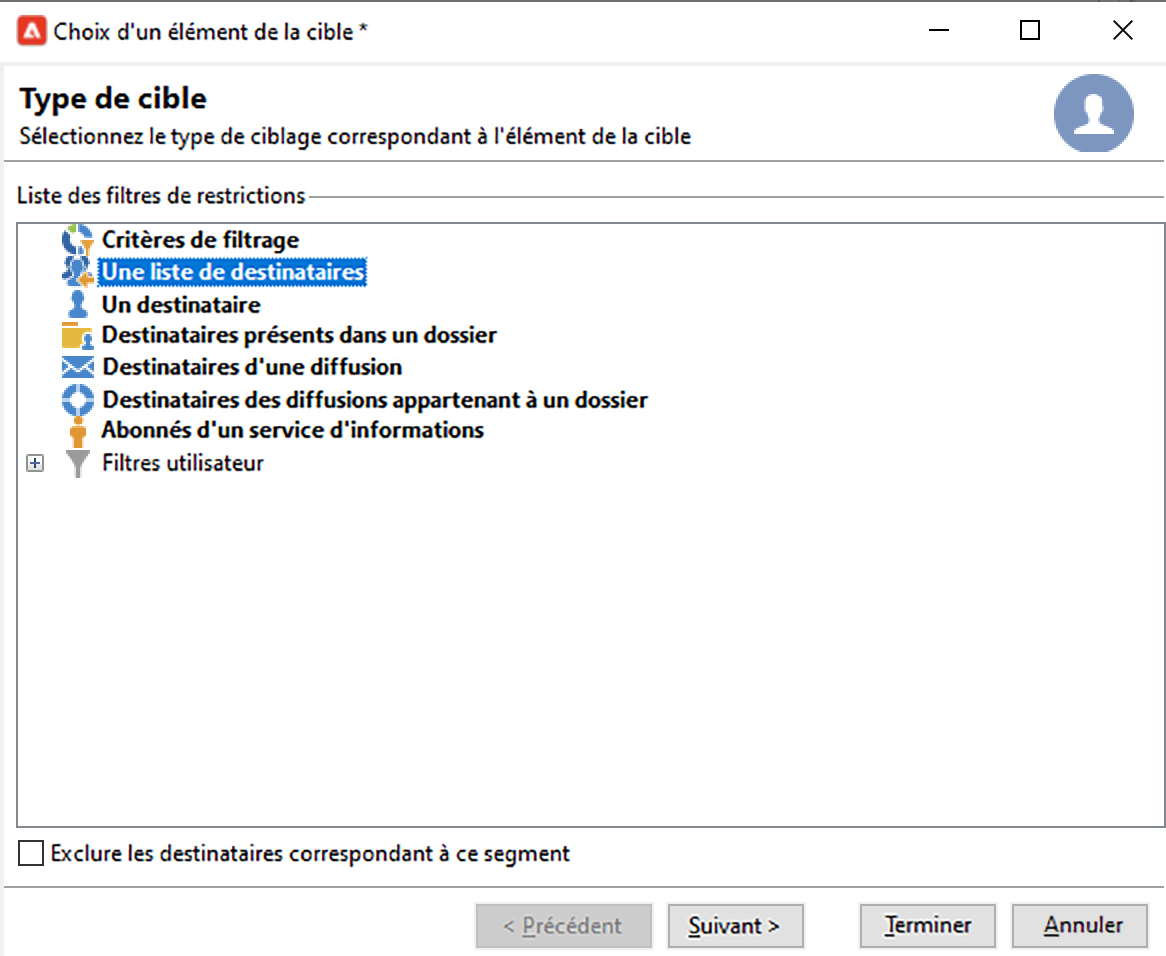 Choix d'un élément de la cible *
Type de cible
Sélectionnez le type de ciblage correspondant à l'élément de la cible
Liste des filtres de restrictions
Critères de filtrage
Une liste de destinataires
Un destinataire
Destinataires présents dans un dossier
Destinataires d'une diffusion
Destinataires des diffusions appartenant à un dossier
Abonnés d'un service d'informations
Filtres utilisateur
Exclure les destinataires correspondant à ce segment
< Précédent Suivant > Terminer Annuler